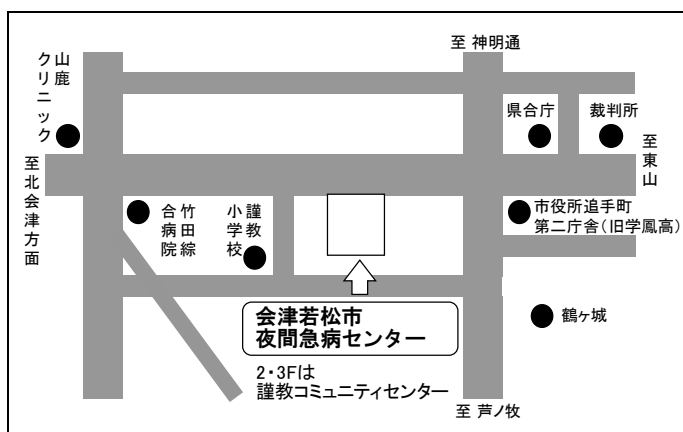 至 神明通
山鹿
クリニック
県合庁
裁判所
至東山
至北会津方面
竹田綜
合病院
謹教
小学校
市役所追手町
第二庁舎(旧学鳳高)
会津若松市
夜間急病センター
鶴ヶ城
2・3Fは
謹教コミュニティセンター
至 芦ノ牧